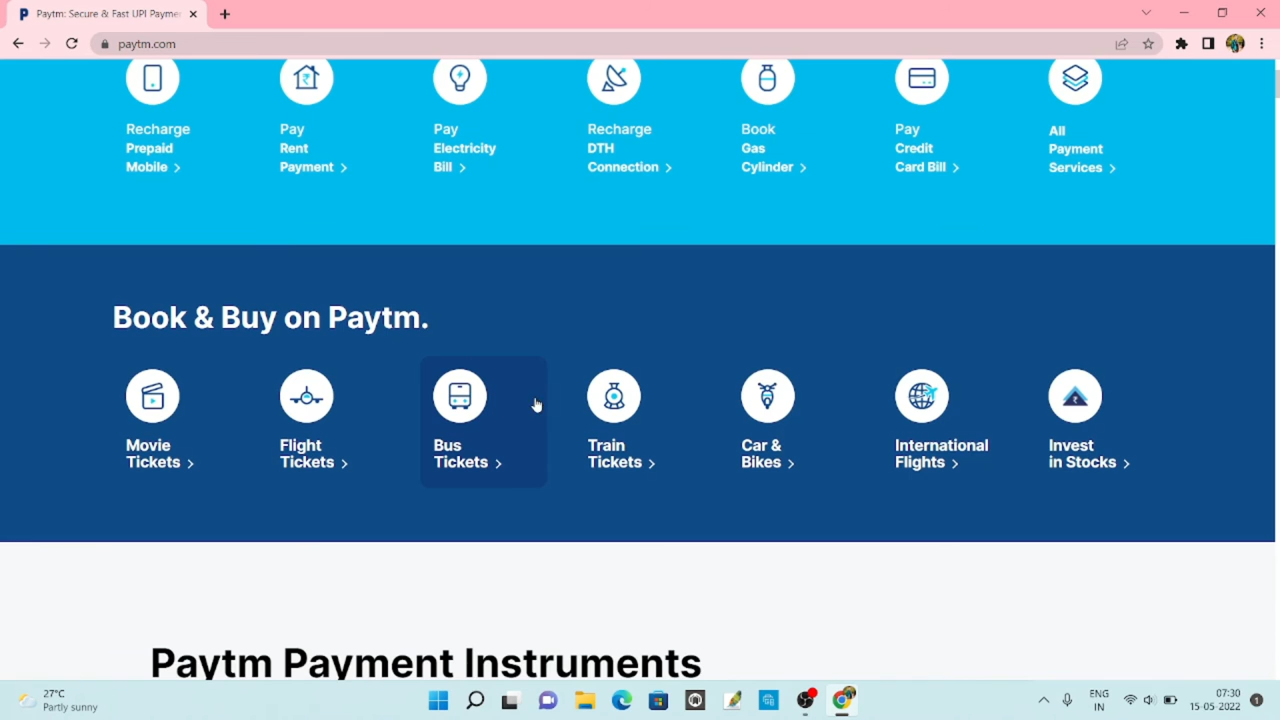 Paytm: Secure & Fast UPI Payme
paytm.com
Recharge
Prepaid
Mobile >
Pay
Rent
Payment >
Pay
Electricity
Bill >
Recharge
DTH
Connection >
Book
Gas
Cylinder >
Pay
Credit
Card Bill >
All
Payment
Services >
Book & Buy on Paytm.
Movie
Tickets >
Flight
Tickets >
Bus
Tickets >
Train
Tickets >
Car &
Bikes >
International
Flights >
Invest
in Stocks >
Paytm Payment Instruments
27°C
Partly sunny
ENG
IN
07:30
15-05-2022
1